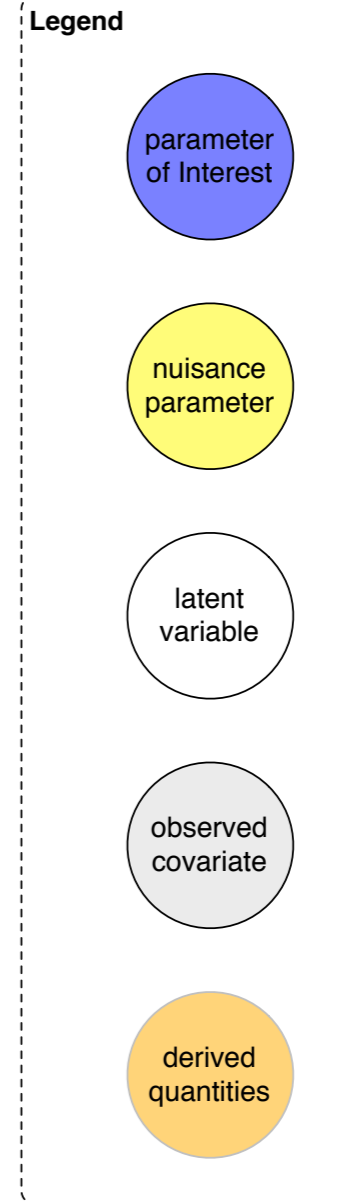 Legend
parameter
of Interest
nuisance
parameter
latent
variable
observed
covariate
derived
quantities